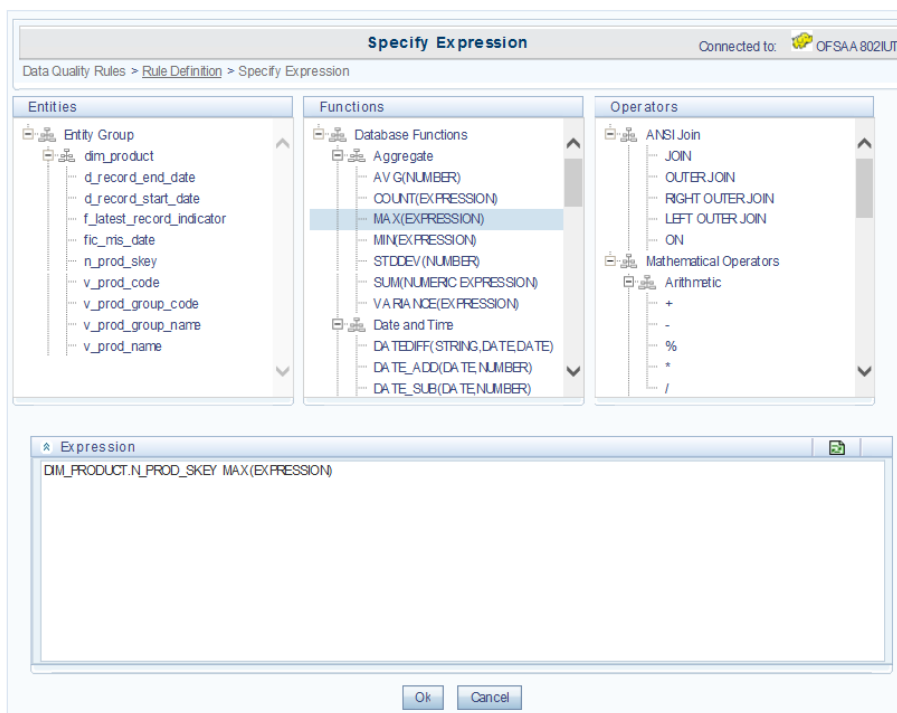 Specify Expression
Connected to: OFSAA 802IUT
Data Quality Rules > Rule Definition > Specify Expression
Entities
Entity Group
dim_product
d_record_end_date
d_record_start_date
f_latest_record_indicator
fic_mis_date
n_prod_skey
v_prod_code
v_prod_group_code
v_prod_group_name
v_prod_name
Functions
Database Functions
Aggregate
AVG(NUMBER)
COUNT(EXPRESSION)
MAX(EXPRESSION)
MIN(EXPRESSION)
STDDEV(NUMBER)
SUM(NUMERIC EXPRESSION)
VARIANCE(EXPRESSION)
Date and Time
DATEDIFF(STRING,DATE,DATE)
DATE_ADD(DATE,NUMBER)
DATE_SUB(DATE,NUMBER)
Operators
ANSI Join
JOIN
OUTER JOIN
RIGHT OUTER JOIN
LEFT OUTER JOIN
ON
Mathematical Operators
Arithmetic
+
-
%
*
/
Expression
DIM_PRODUCT.N_PROD_SKEY MAX(EXPRESSION)
Ok Cancel